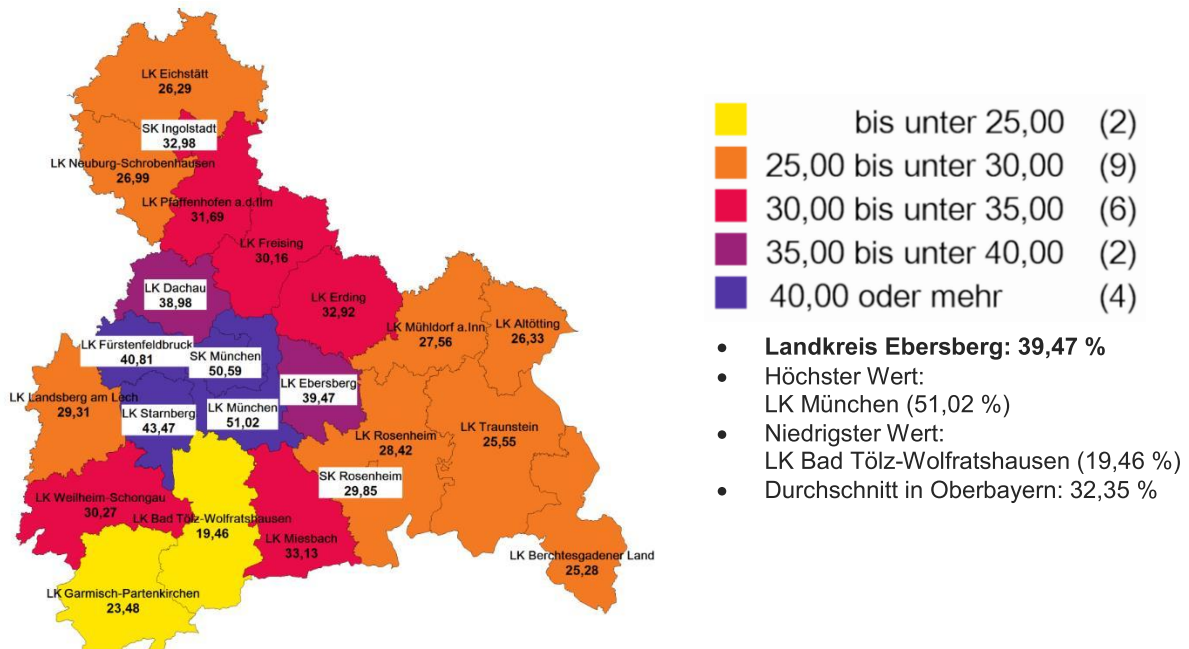 LK Eichstätt
26,29
SK Ingolstadt
32,98
LK Neuburg-Schrobenhausen
26,99
LK Pfaffenhofen a.d.Ilm
31,69
LK Freising
30,16
LK Dachau
38,98
LK Erding
32,92
LK Mühldorf a.Inn
27,56
LK Altötting
26,33
LK Fürstenfeldbruck
40,81
SK München
50,59
LK Ebersberg
39,47
LK Landsberg am Lech
29,31
LK Starnberg
43,47
LK München
51,02
LK Rosenheim
28,42
LK Traunstein
25,55
SK Rosenheim
29,85
LK Weilheim-Schongau
30,27
LK Bad Tölz-Wolfratshausen
19,46
LK Miesbach
33,13
LK Berchtesgadener Land
25,28
LK Garmisch-Partenkirchen
23,48
bis unter 25,00 (2)
25,00 bis unter 30,00 (9)
30,00 bis unter 35,00 (6)
35,00 bis unter 40,00 (2)
40,00 oder mehr (4)
• Landkreis Ebersberg: 39,47 %
• Höchster Wert:
LK München (51,02 %)
• Niedrigster Wert:
LK Bad Tölz-Wolfratshausen (19,46 %)
• Durchschnitt in Oberbayern: 32,35 %